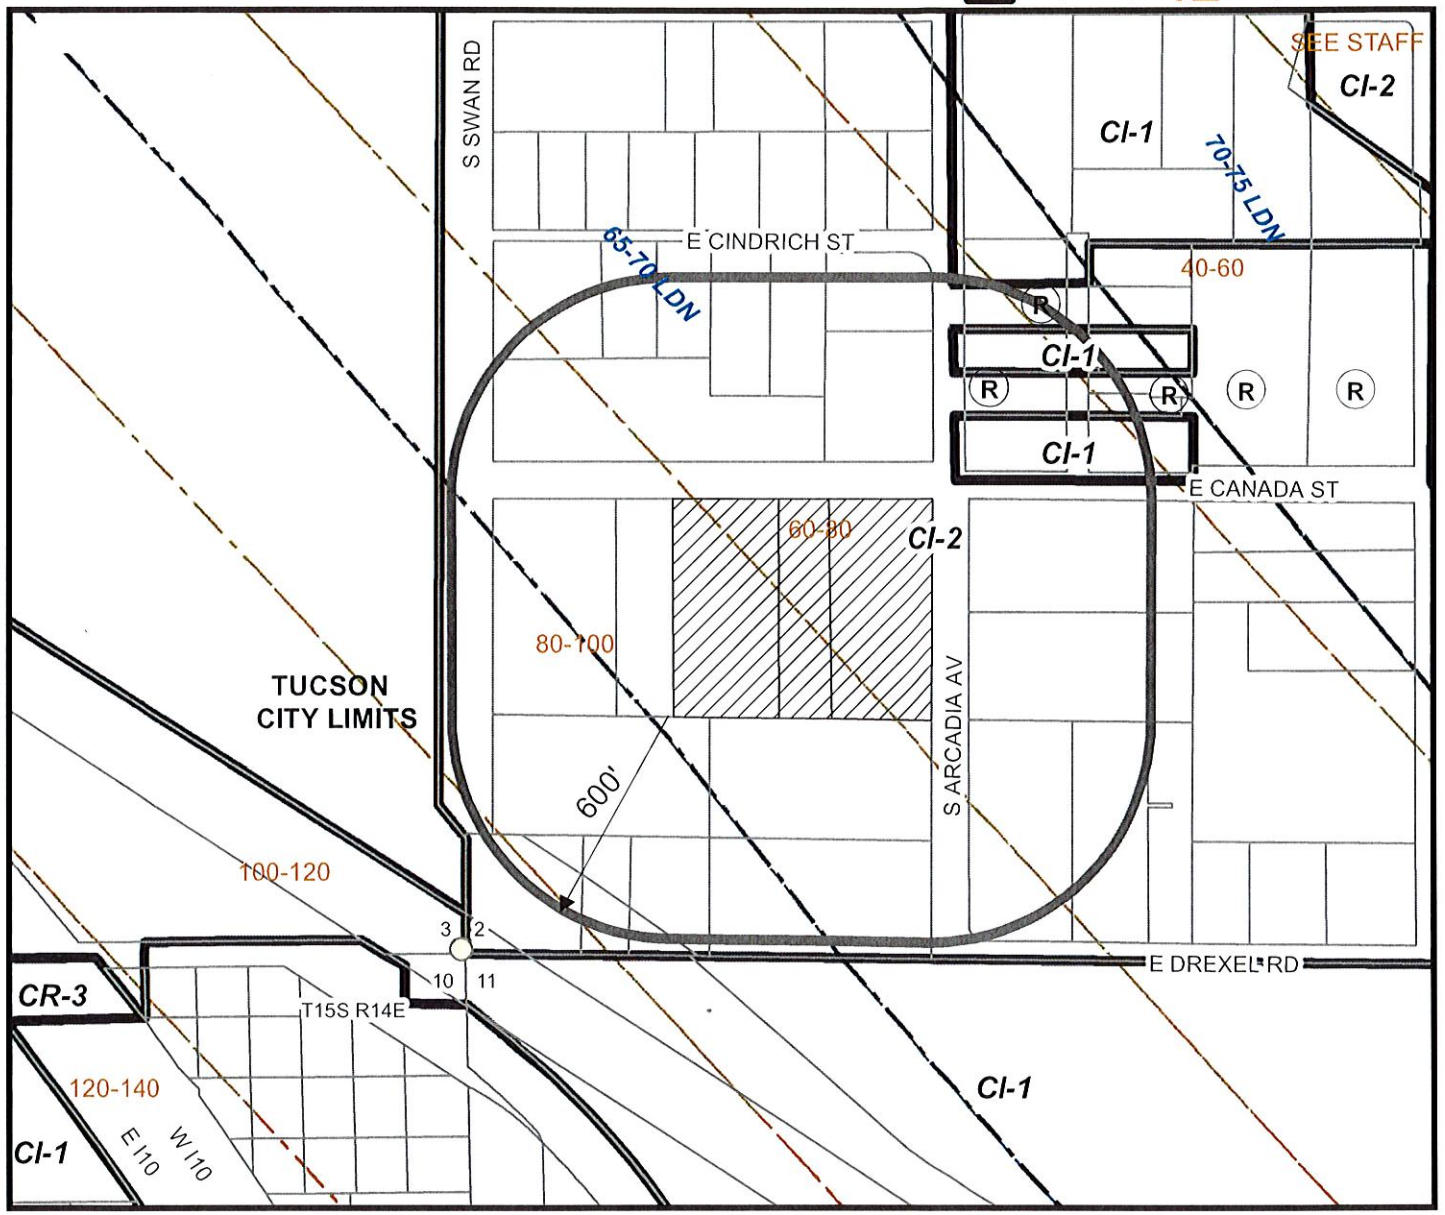 SEE STAFF
S SWAN RD
CI-2
CI-1
70-75 LDN
E CINDRICH ST
65-70 LDN
40-60
R
CI-1
R
R
R
R
CI-1
E CANADA ST
60-80
CI-2
80-100
TUCSON
CITY LIMITS
S ARCADIA AV
600'
100-120
3
2
10
11
E DREXEL RD
CR-3
T15S R14E
120-140
CI-1
E I10
W I10
CI-1